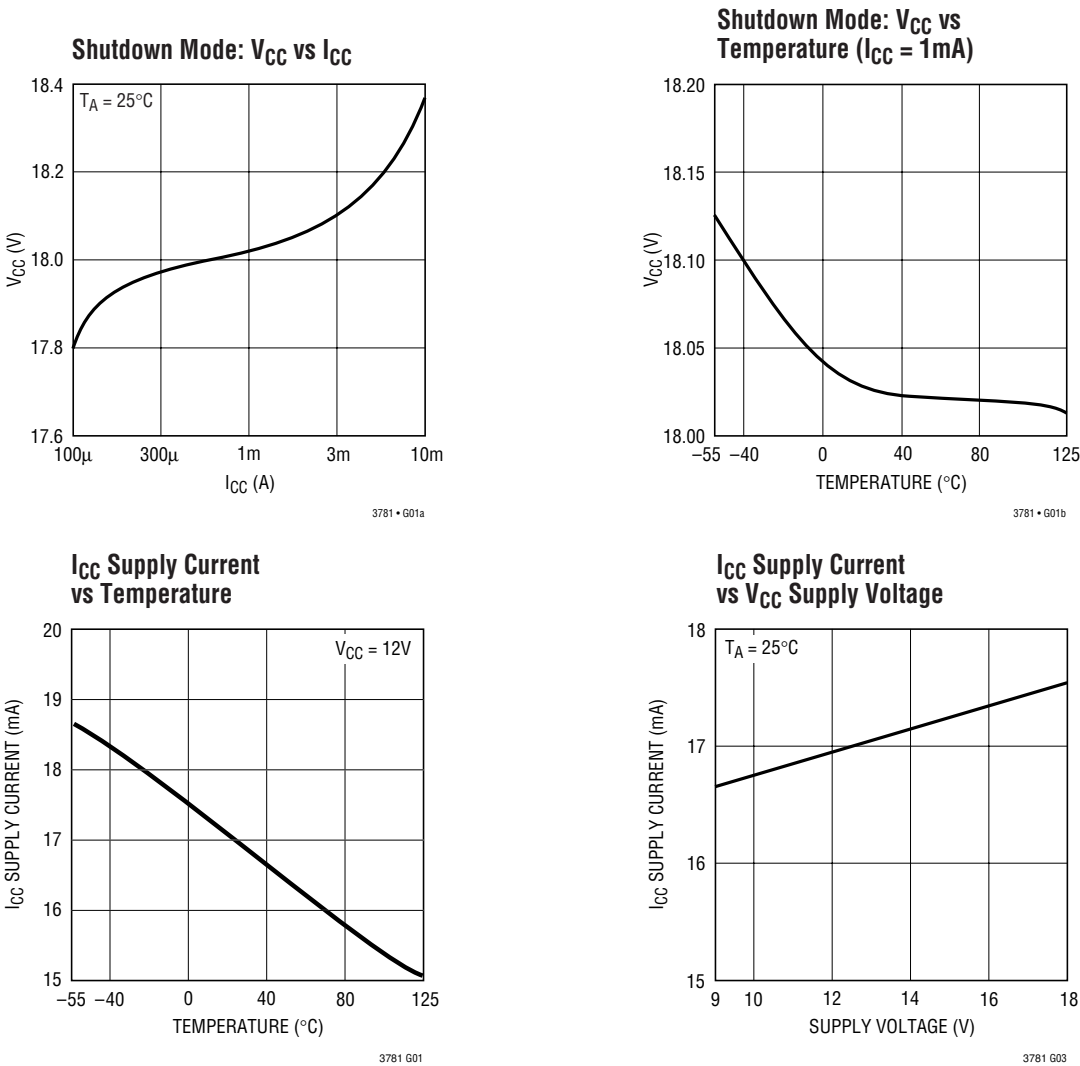 Shutdown Mode: VCC vs ICC
TA = 25°C
18.4
18.2
18.0
17.8
17.6
VCC (V)
100µ 300µ 1m 3m 10m
ICC (A)
3781 • G01a
Shutdown Mode: VCC vs
Temperature (ICC = 1mA)
18.20
18.15
18.10
18.05
18.00
VCC (V)
–55 –40 0 40 80 125
TEMPERATURE (°C)
3781 • G01b
ICC Supply Current
vs Temperature
VCC = 12V
20
19
18
17
16
15
ICC SUPPLY CURRENT (mA)
–55 –40 0 40 80 125
TEMPERATURE (°C)
3781 G01
ICC Supply Current
vs VCC Supply Voltage
TA = 25°C
18
17
16
15
ICC SUPPLY CURRENT (mA)
9 10 12 14 16 18
SUPPLY VOLTAGE (V)
3781 G03